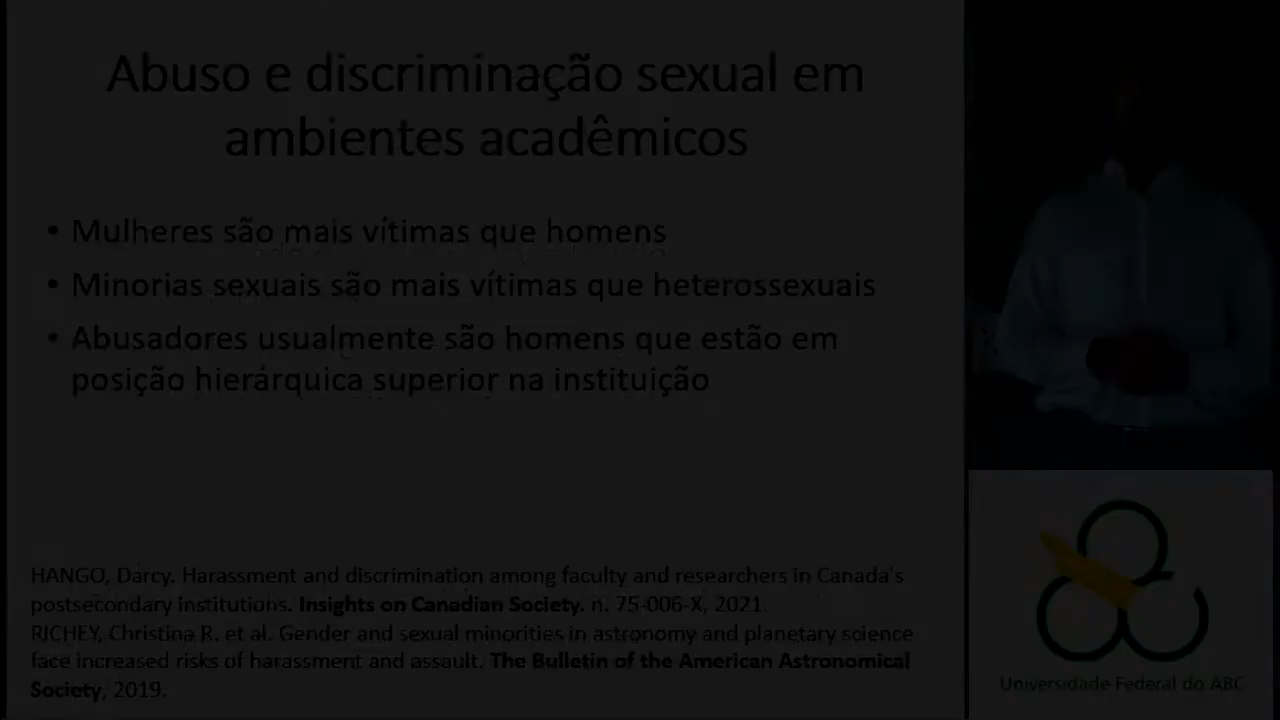 Abuso e discriminação sexual em
ambientes acadêmicos
• Mulheres são mais vítimas que homens
• Minorias sexuais são mais vítimas que heterossexuais
• Abusadores usualmente são homens que estão em
posição hierárquica superior na instituição
HANGO, Darcy. Harassment and discrimination among faculty and researchers in Canada's
postsecondary institutions. Insights on Canadian Society. n. 75-006-X, 2021.
RICHEY, Christina R. et al. Gender and sexual minorities in astronomy and planetary science
face increased risks of harassment and assault. The Bulletin of the American Astronomical
Society, 2019.
Universidade Federal do ABC